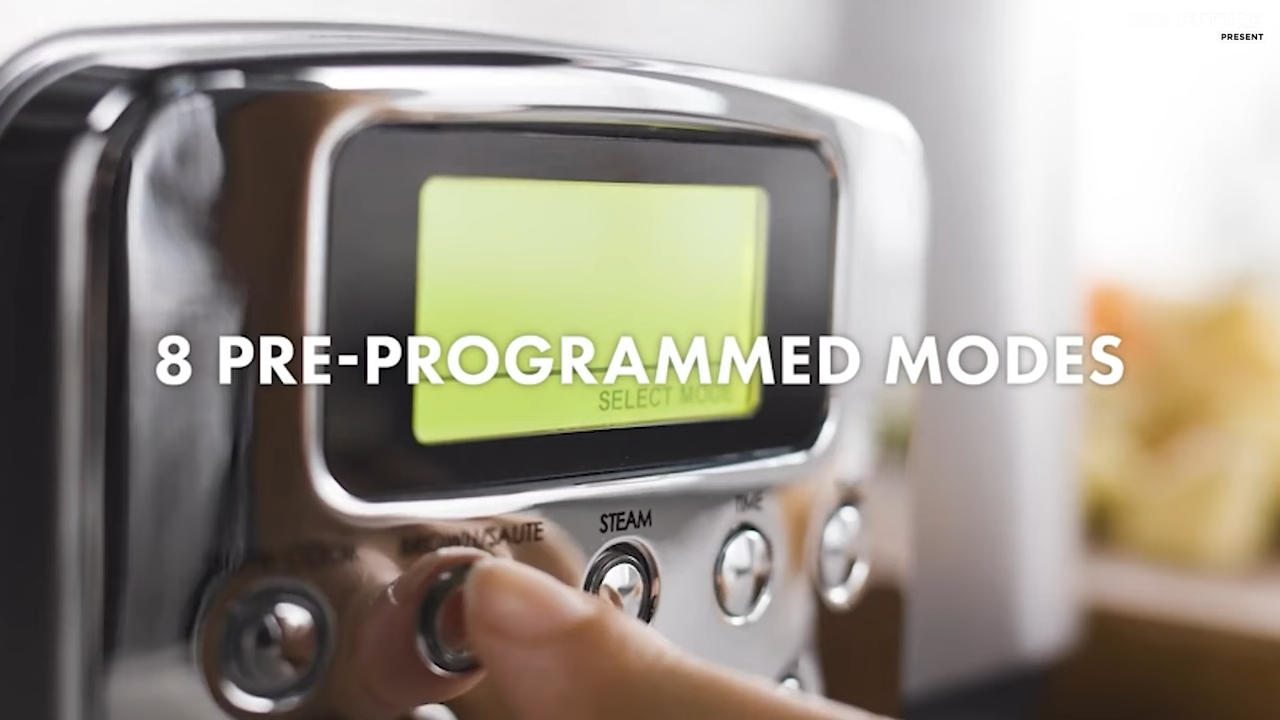 PRESENT
8 PRE-PROGRAMMED MODES
SELECT MODE
BROWN/SAUTE
STEAM
TIME